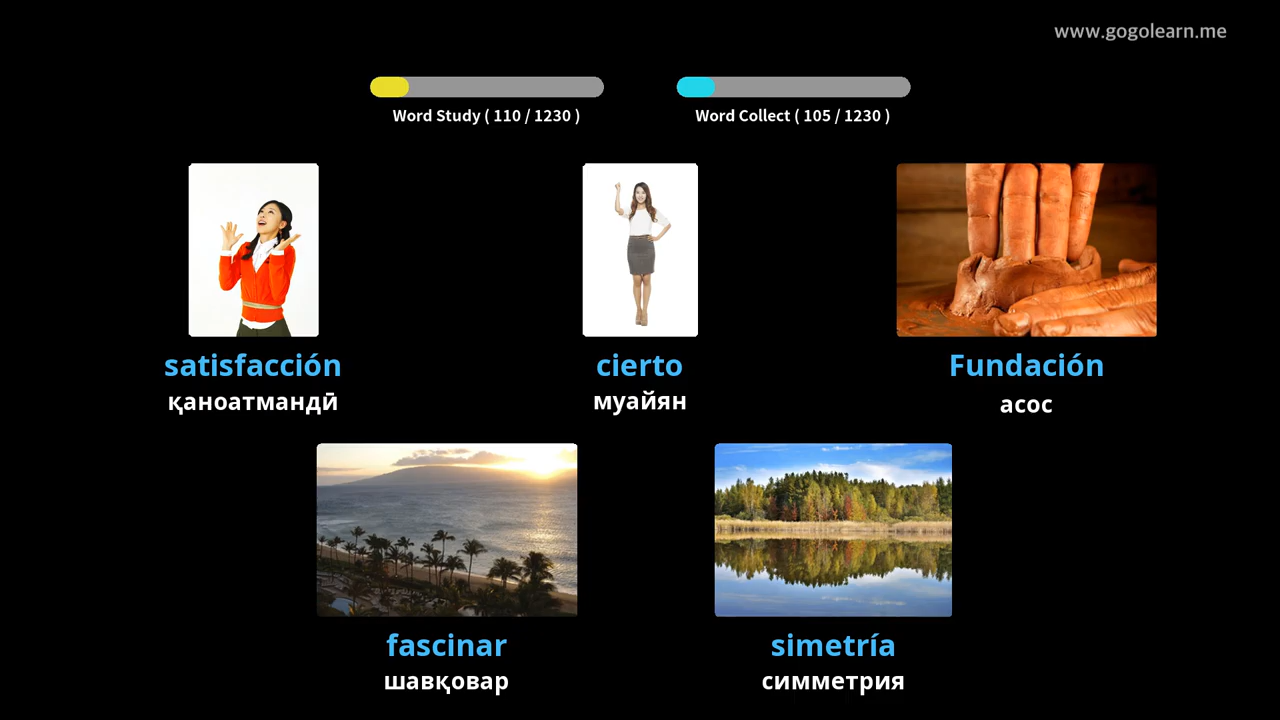 www.gogolearn.me
Word Study ( 110 / 1230 )
Word Collect ( 105 / 1230 )
satisfacción
қаноатмандӣ
cierto
муайян
Fundación
асос
fascinar
шавқовар
simetría
симметрия